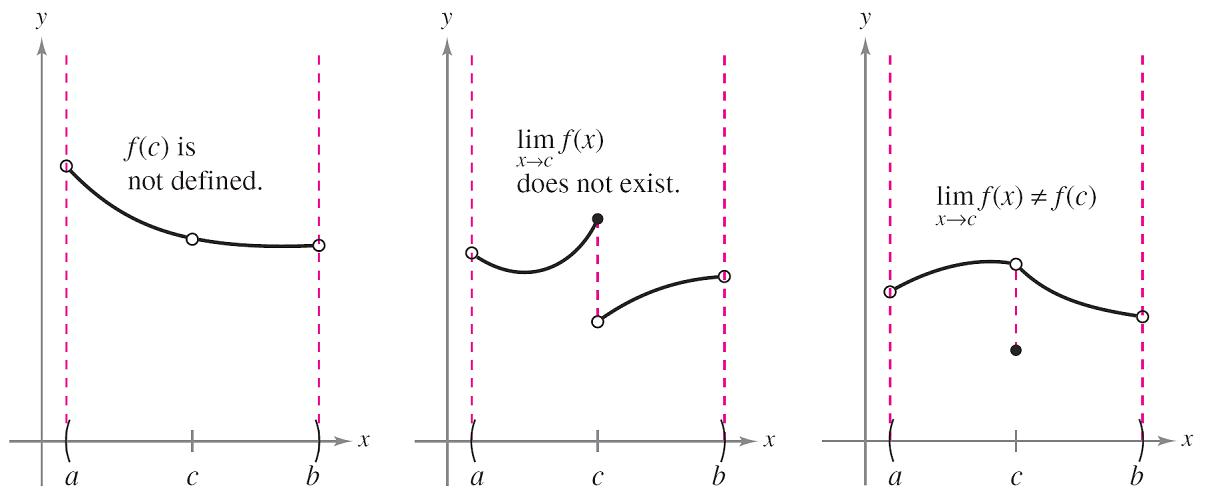 y
f(c) is
not defined.
x
a
c
b
y
lim f(x)
x→c
does not exist.
x
a
c
b
y
lim f(x) ≠ f(c)
x→c
x
a
c
b